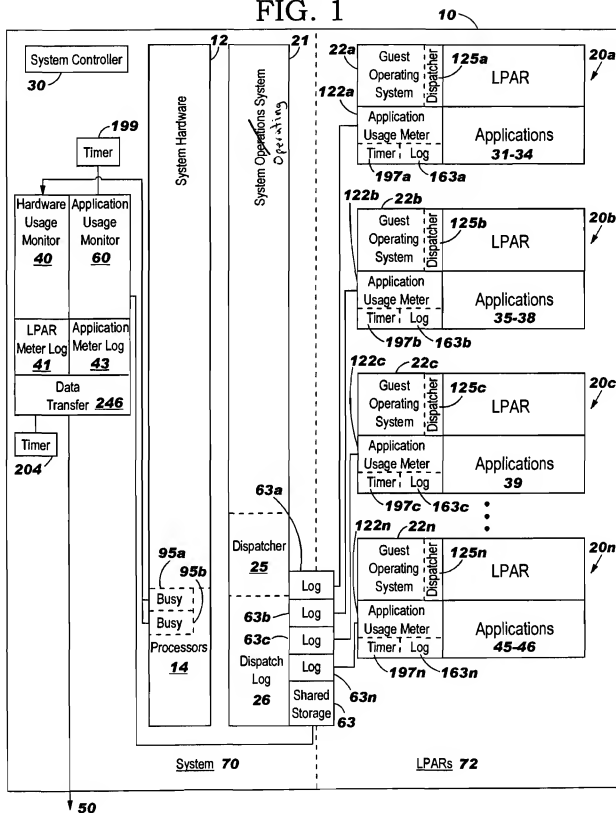 FIG. 1
10
System Controller
30
199
Timer
Hardware
Usage
Monitor
40
Application
Usage
Monitor
60
LPAR
Meter Log
41
Application
Meter Log
43
Data
Transfer 246
Timer
204
50
12
System Hardware
95a
95b
Busy
Busy
Processors
14
21
System Operations System
Operating
Dispatcher
25
Dispatch
Log
26
63a
Log
63b
Log
63c
Log
Log
63n
Shared
Storage
63
System 70
LPARs 72
22a
Guest
Operating
System
Dispatcher
125a
LPAR
20a
122a
Application
Usage Meter
Timer
Log
197a
163a
Applications
31-34
22b
Guest
Operating
System
Dispatcher
125b
LPAR
20b
122b
Application
Usage Meter
Timer
Log
197b
163b
Applications
35-38
22c
Guest
Operating
System
Dispatcher
125c
LPAR
20c
122c
Application
Usage Meter
Timer
Log
197c
163c
Applications
39
22n
Guest
Operating
System
Dispatcher
125n
LPAR
20n
122n
Application
Usage Meter
Timer
Log
197n
163n
Applications
45-46